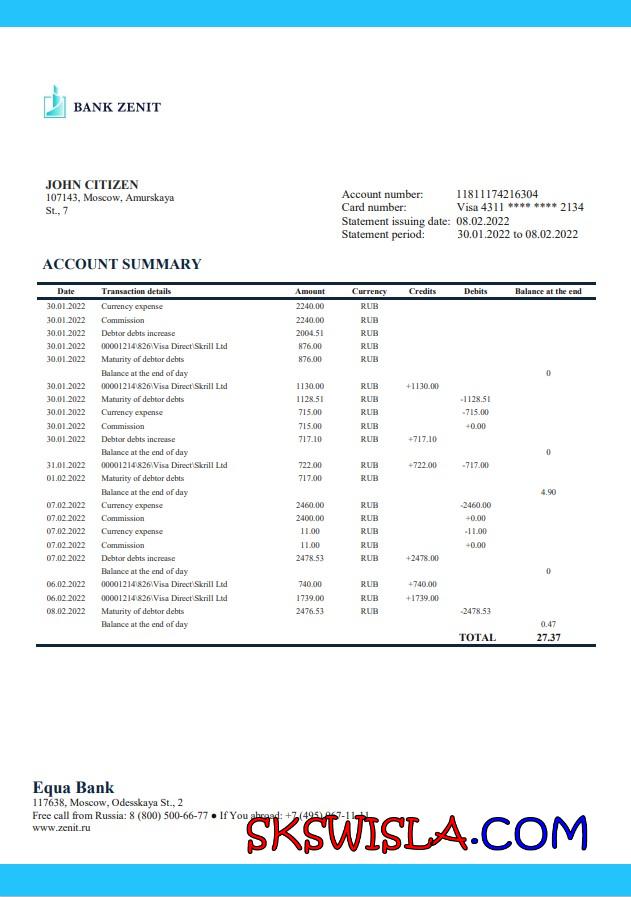 BANK ZENIT
JOHN CITIZEN
107143, Moscow, Amurskaya
St., 7
Account number: 11811174216304
Card number: Visa 4311 **** **** 2134
Statement issuing date: 08.02.2022
Statement period: 30.01.2022 to 08.02.2022
ACCOUNT SUMMARY
Date Transaction details Amount Currency Credits Debits Balance at the end
30.01.2022 Currency expense 2240.00 RUB
30.01.2022 Commission 2240.00 RUB
30.01.2022 Debtor debts increase 2004.51 RUB
30.01.2022 00001214\826\Visa Direct\Skrill Ltd 876.00 RUB
30.01.2022 Maturity of debtor debts 876.00 RUB
Balance at the end of day 0
30.01.2022 00001214\826\Visa Direct\Skrill Ltd 1130.00 RUB +1130.00
30.01.2022 Maturity of debtor debts 1128.51 RUB -1128.51
30.01.2022 Currency expense 715.00 RUB -715.00
30.01.2022 Commission 715.00 RUB +0.00
30.01.2022 Debtor debts increase 717.10 RUB +717.10
Balance at the end of day 0
31.01.2022 00001214\826\Visa Direct\Skrill Ltd 722.00 RUB +722.00 -717.00
01.02.2022 Maturity of debtor debts 717.00 RUB
Balance at the end of day 4.90
07.02.2022 Currency expense 2460.00 RUB -2460.00
07.02.2022 Commission 2400.00 RUB +0.00
07.02.2022 Currency expense 11.00 RUB -11.00
07.02.2022 Commission 11.00 RUB +0.00
07.02.2022 Debtor debts increase 2478.53 RUB +2478.00
Balance at the end of day 0
06.02.2022 00001214\826\Visa Direct\Skrill Ltd 740.00 RUB +740.00
06.02.2022 00001214\826\Visa Direct\Skrill Ltd 1739.00 RUB +1739.00
08.02.2022 Maturity of debtor debts 2476.53 RUB -2478.53
Balance at the end of day 0.47
TOTAL 27.37
Equa Bank
117638, Moscow, Odesskaya St., 2
Free call from Russia: 8 (800) 500-66-77 ● If You abroad: +7 (495) 967-11-11
www.zenit.ru
SKSWISLA.COM